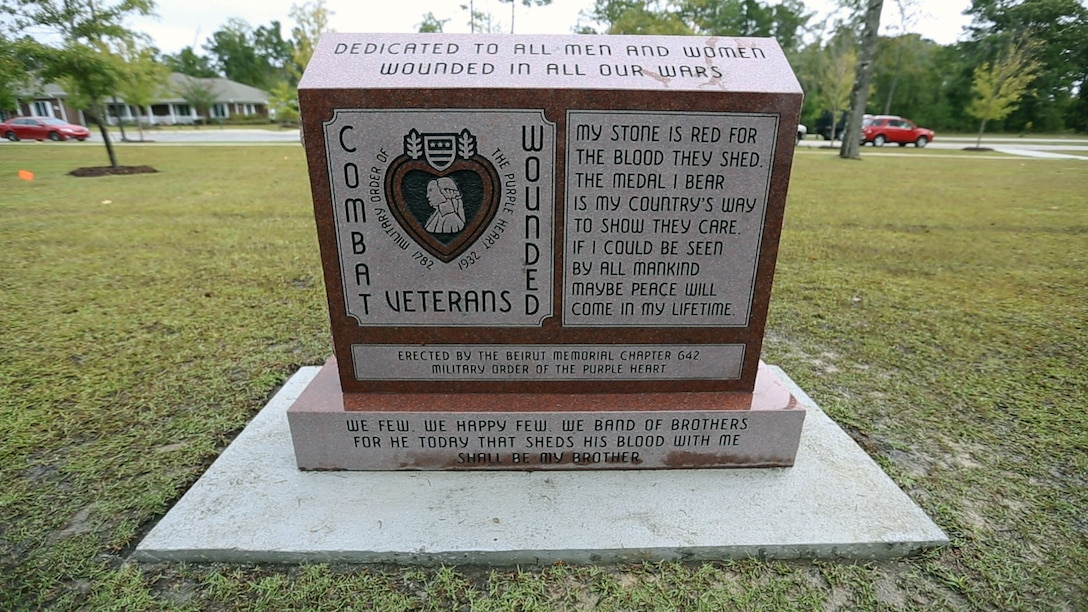 DEDICATED TO ALL MEN AND WOMEN
WOUNDED IN ALL OUR WARS
COMBAT
WOUNDED
VETERANS
MILITARY ORDER OF
THE PURPLE HEART
1782 1932
MY STONE IS RED FOR
THE BLOOD THEY SHED.
THE MEDAL I BEAR
IS MY COUNTRY'S WAY
TO SHOW THEY CARE.
IF I COULD BE SEEN
BY ALL MANKIND
MAYBE PEACE WILL
COME IN MY LIFETIME.
ERECTED BY THE BEIRUT MEMORIAL CHAPTER 642
MILITARY ORDER OF THE PURPLE HEART
WE FEW. WE HAPPY FEW. WE BAND OF BROTHERS
FOR HE TODAY THAT SHEDS HIS BLOOD WITH ME
SHALL BE MY BROTHER